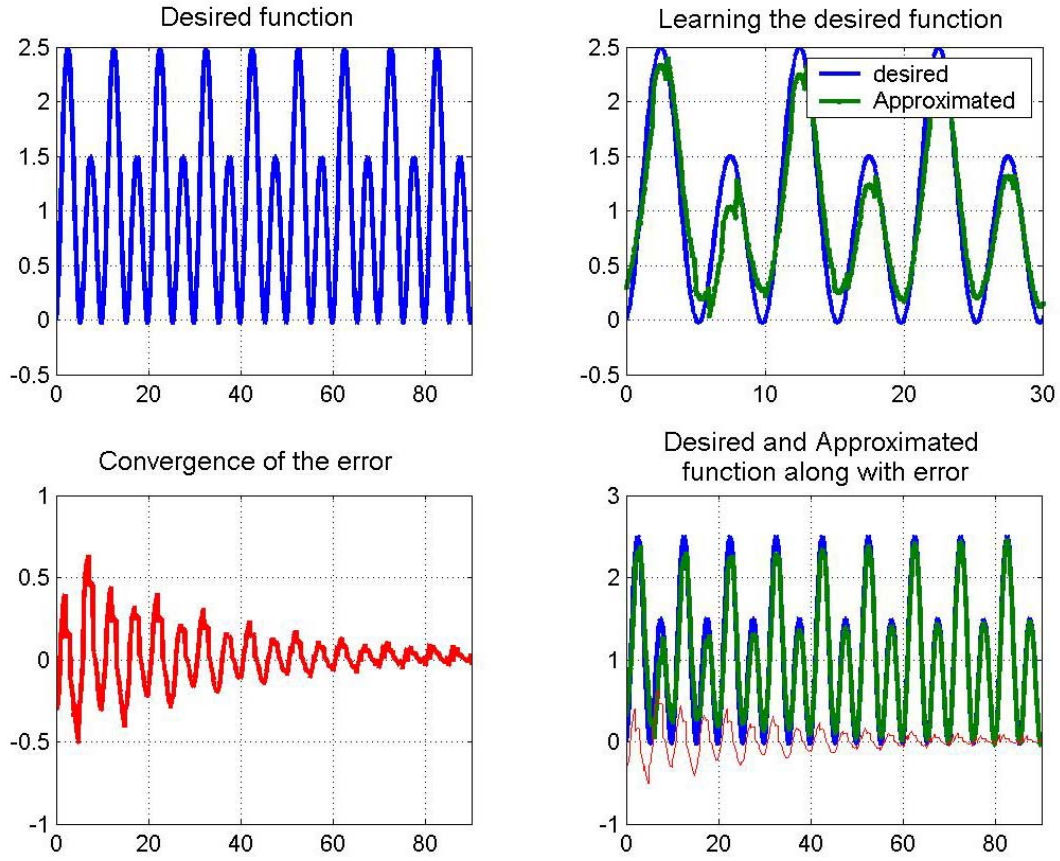 Desired function
2.5
2
1.5
1
0.5
0
-0.5
0 20 40 60 80
Learning the desired function
desired
Approximated
2.5
2
1.5
1
0.5
0
-0.5
0 10 20 30
Convergence of the error
1
0.5
0
-0.5
-1
0 20 40 60 80
Desired and Approximated
function along with error
3
2
1
0
-1
0 20 40 60 80